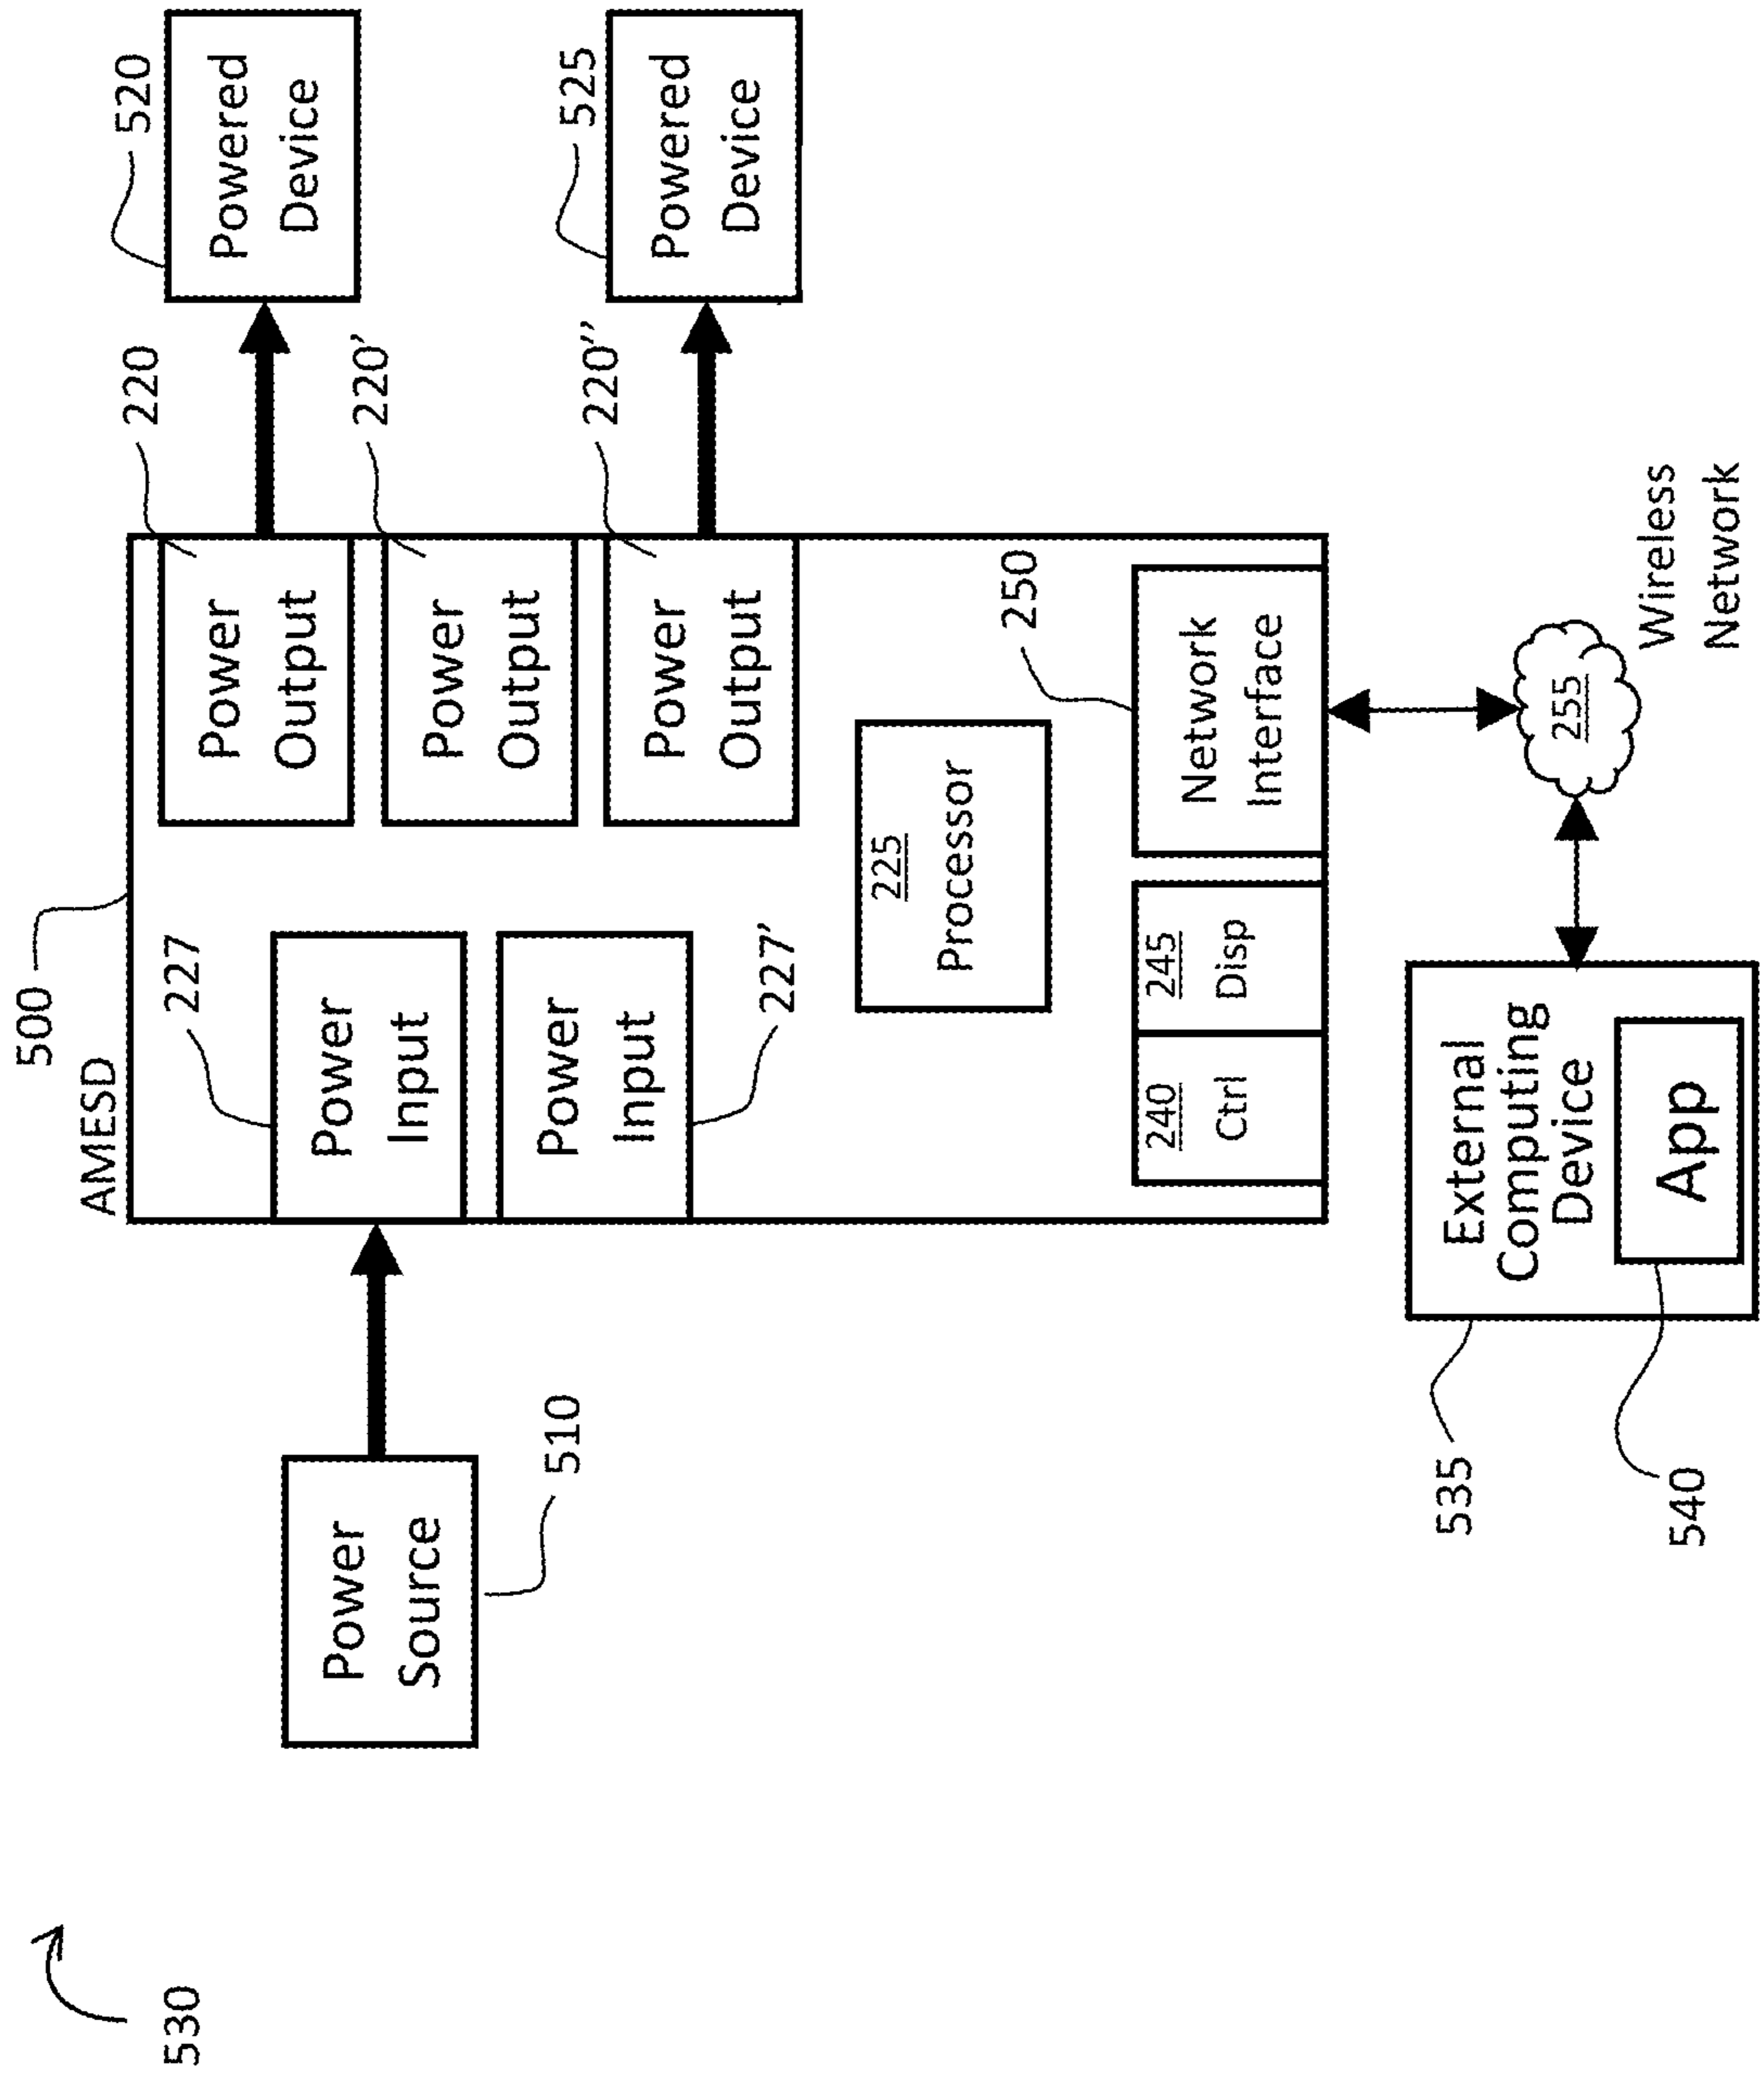 530
500
AMESD
Power
Source
510
227
Power
Input
Power
Input
227'
220
Power
Output
220'
Power
Output
220''
Power
Output
520
Powered
Device
525
Powered
Device
225
Processor
240
Ctrl
245
Disp
250
Network
Interface
255
Wireless
Network
External
Computing
Device
App
535
540